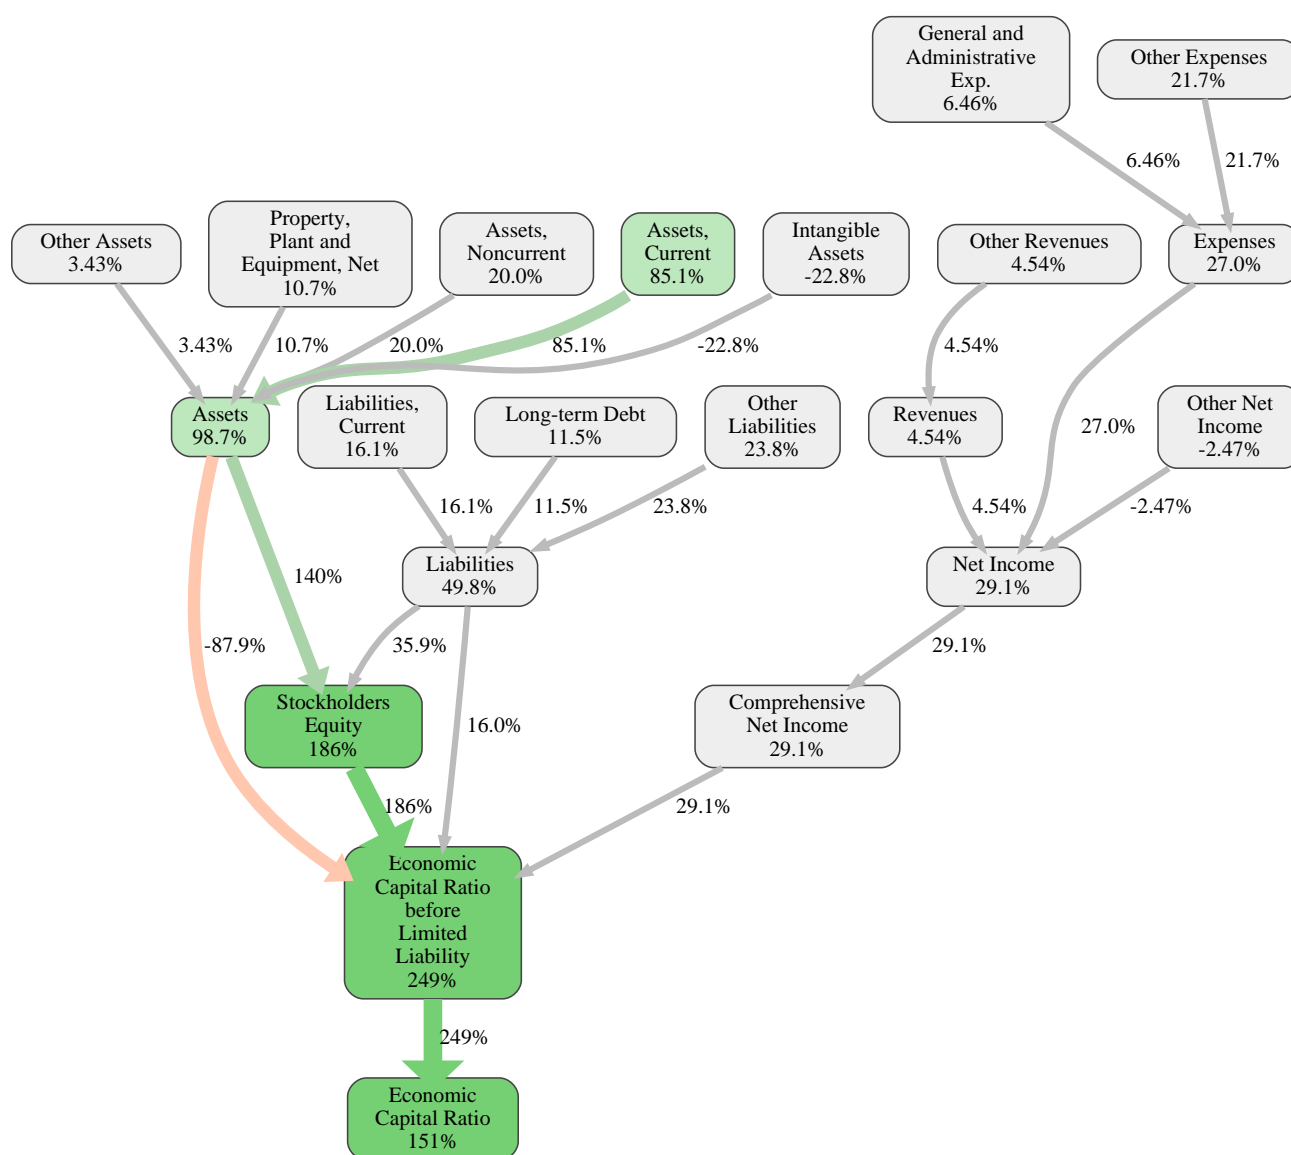 General and
Administrative
Exp.
6.46%
Other Expenses
21.7%
6.46%
21.7%
Other Assets
3.43%
Property,
Plant and
Equipment, Net
10.7%
Assets,
Noncurrent
20.0%
Assets,
Current
85.1%
Intangible
Assets
-22.8%
Other Revenues
4.54%
Expenses
27.0%
3.43%
10.7%
20.0%
85.1%
-22.8%
4.54%
Assets
98.7%
Liabilities,
Current
16.1%
Long-term Debt
11.5%
Other
Liabilities
23.8%
Revenues
4.54%
27.0%
Other Net
Income
-2.47%
16.1%
11.5%
23.8%
4.54%
-2.47%
140%
Liabilities
49.8%
Net Income
29.1%
-87.9%
35.9%
29.1%
Stockholders
Equity
186%
16.0%
Comprehensive
Net Income
29.1%
186%
29.1%
Economic
Capital Ratio
before
Limited
Liability
249%
249%
Economic
Capital Ratio
151%